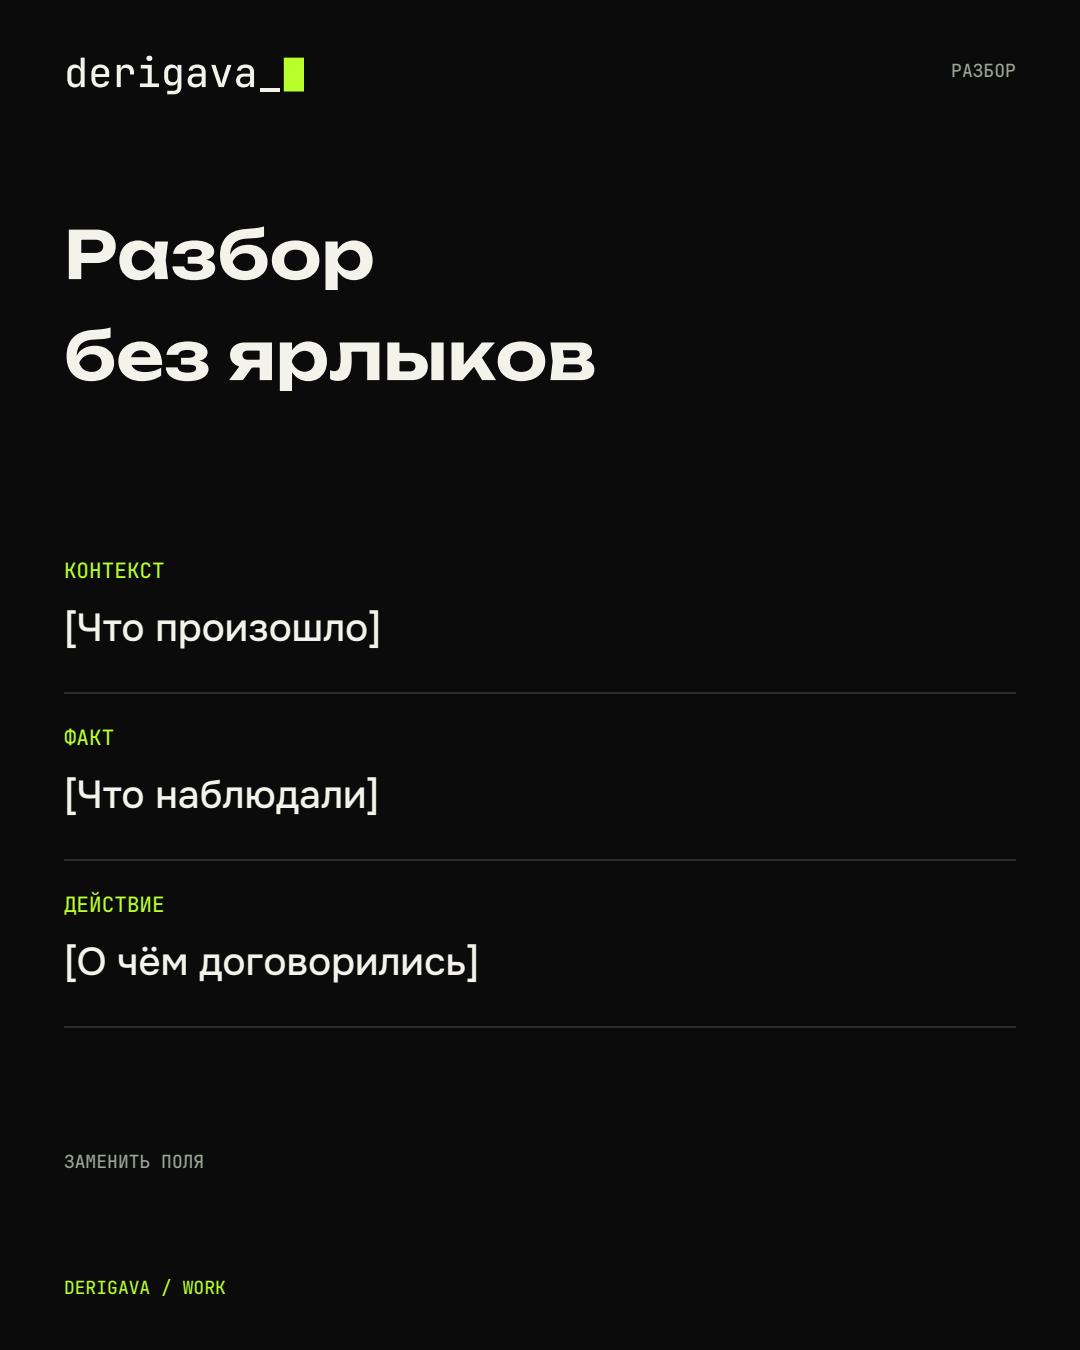 derigava_
РАЗБОР
Разбор
без ярлыков
КОНТЕКСТ
[Что произошло]
ФАКТ
[Что наблюдали]
ДЕЙСТВИЕ
[О чём договорились]
ЗАМЕНИТЬ ПОЛЯ
DERIGAVA / WORK